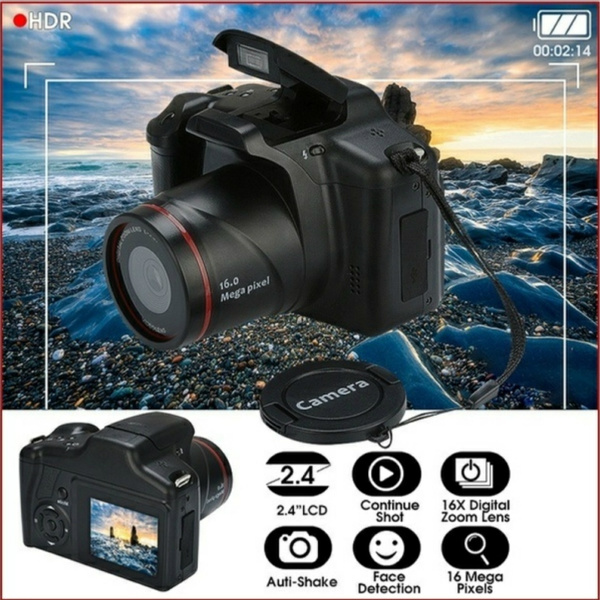 HDR
00:02:14
16.0
Mega pixel
Camera
2.4
2.4"LCD
Continue
Shot
16X Digital
Zoom Lens
Auti-Shake
Face
Detection
16 Mega
Pixels